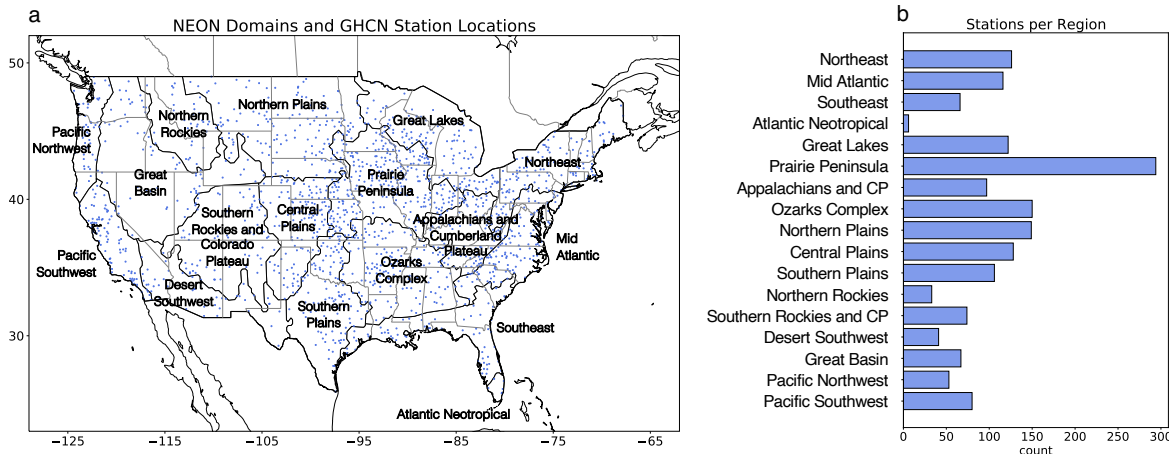 a
NEON Domains and GHCN Station Locations
50
40
30
−125
−115
−105
−95
−85
−75
−65
Northern Plains
Northern
Rockies
Great Lakes
Pacific
Northwest
Northeast
Great
Basin
Prairie
Peninsula
Southern
Rockies and
Colorado
Plateau
Central
Plains
Appalachians and
Cumberland
Plateau
Mid
Atlantic
Pacific
Southwest
Ozarks
Complex
Desert
Southwest
Southern
Plains
Southeast
Atlantic Neotropical
b
Stations per Region
Northeast
Mid Atlantic
Southeast
Atlantic Neotropical
Great Lakes
Prairie Peninsula
Appalachians and CP
Ozarks Complex
Northern Plains
Central Plains
Southern Plains
Northern Rockies
Southern Rockies and CP
Desert Southwest
Great Basin
Pacific Northwest
Pacific Southwest
0 50 100 150 200 250 300
count